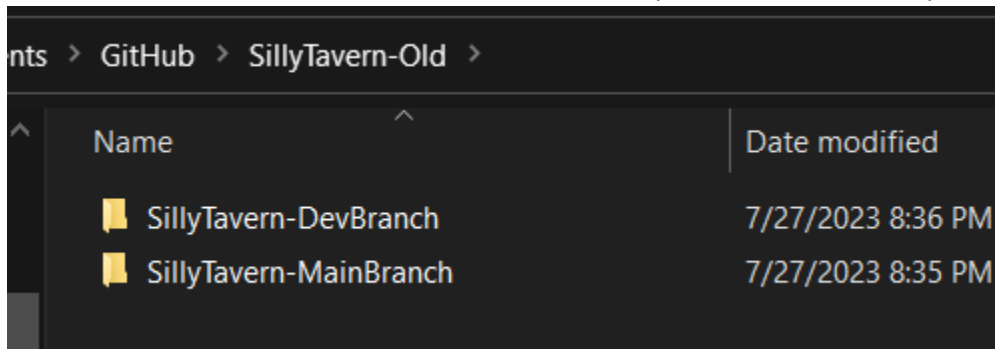 nts > GitHub > SillyTavern-Old >
Name Date modified
SillyTavern-DevBranch 7/27/2023 8:36 PM
SillyTavern-MainBranch 7/27/2023 8:35 PM